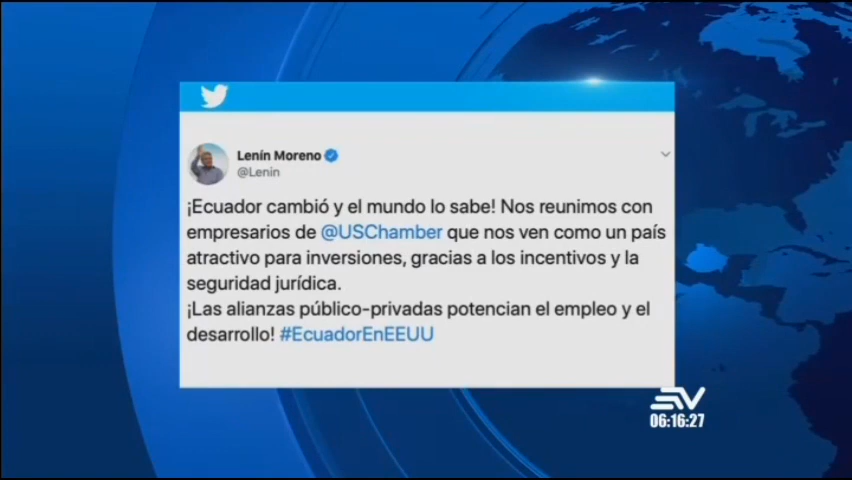 Lenín Moreno
@Lenin
¡Ecuador cambió y el mundo lo sabe! Nos reunimos con
empresarios de @USChamber que nos ven como un país
atractivo para inversiones, gracias a los incentivos y la
seguridad jurídica.
¡Las alianzas público-privadas potencian el empleo y el
desarrollo! #EcuadorEnEEUU
06:16:27